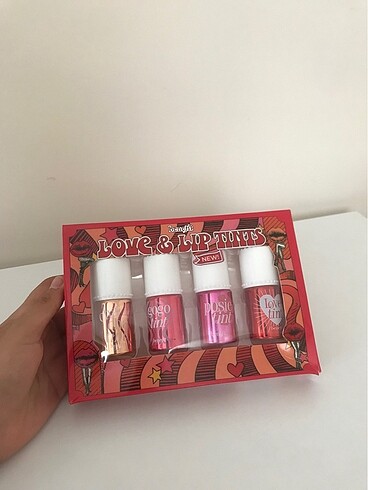 benefit
LOVE & LIP TINTS
NEW!
gogo
tint
posie
tint
love
tint